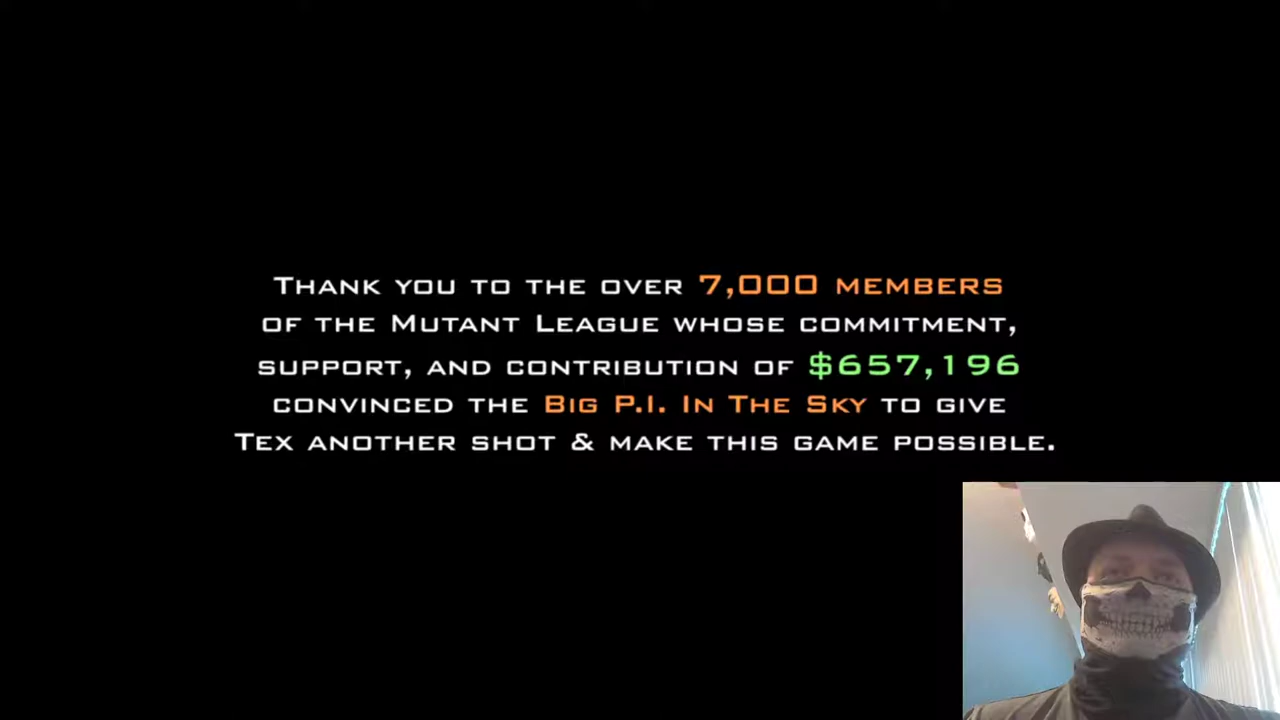 Thank you to the over 7,000 members
of the Mutant League whose commitment,
support, and contribution of $657,196
convinced the Big P.I. In The Sky to give
Tex another shot & make this game possible.